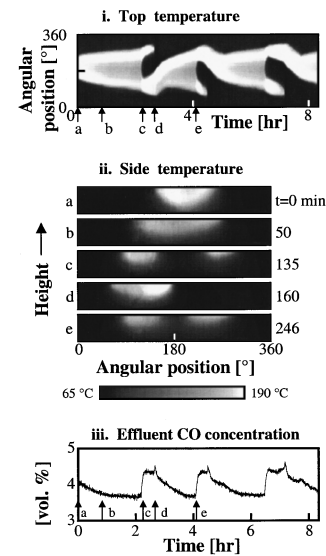 i. Top temperature
360
Angular position [°]
0
4
8
Time [hr]
a b c d e
ii. Side temperature
a t=0 min
b 50
c 135
d 160
e 246
Height
0 180 360
Angular position [°]
65 °C 190 °C
iii. Effluent CO concentration
5
4
3
[vol. %]
a b c d e
0 2 4 6 8
Time [hr]